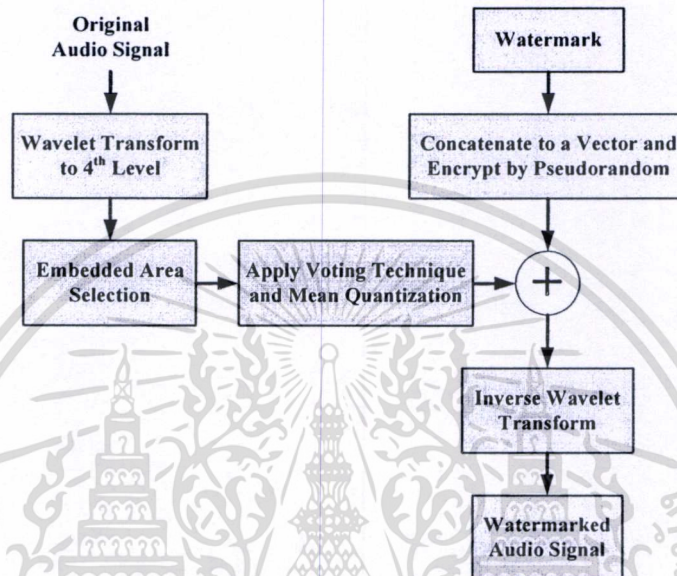 Original
Audio Signal
Watermark
Wavelet Transform
to 4th Level
Concatenate to a Vector and
Encrypt by Pseudorandom
Embedded Area
Selection
Apply Voting Technique
and Mean Quantization
+
Inverse Wavelet
Transform
Watermarked
Audio Signal